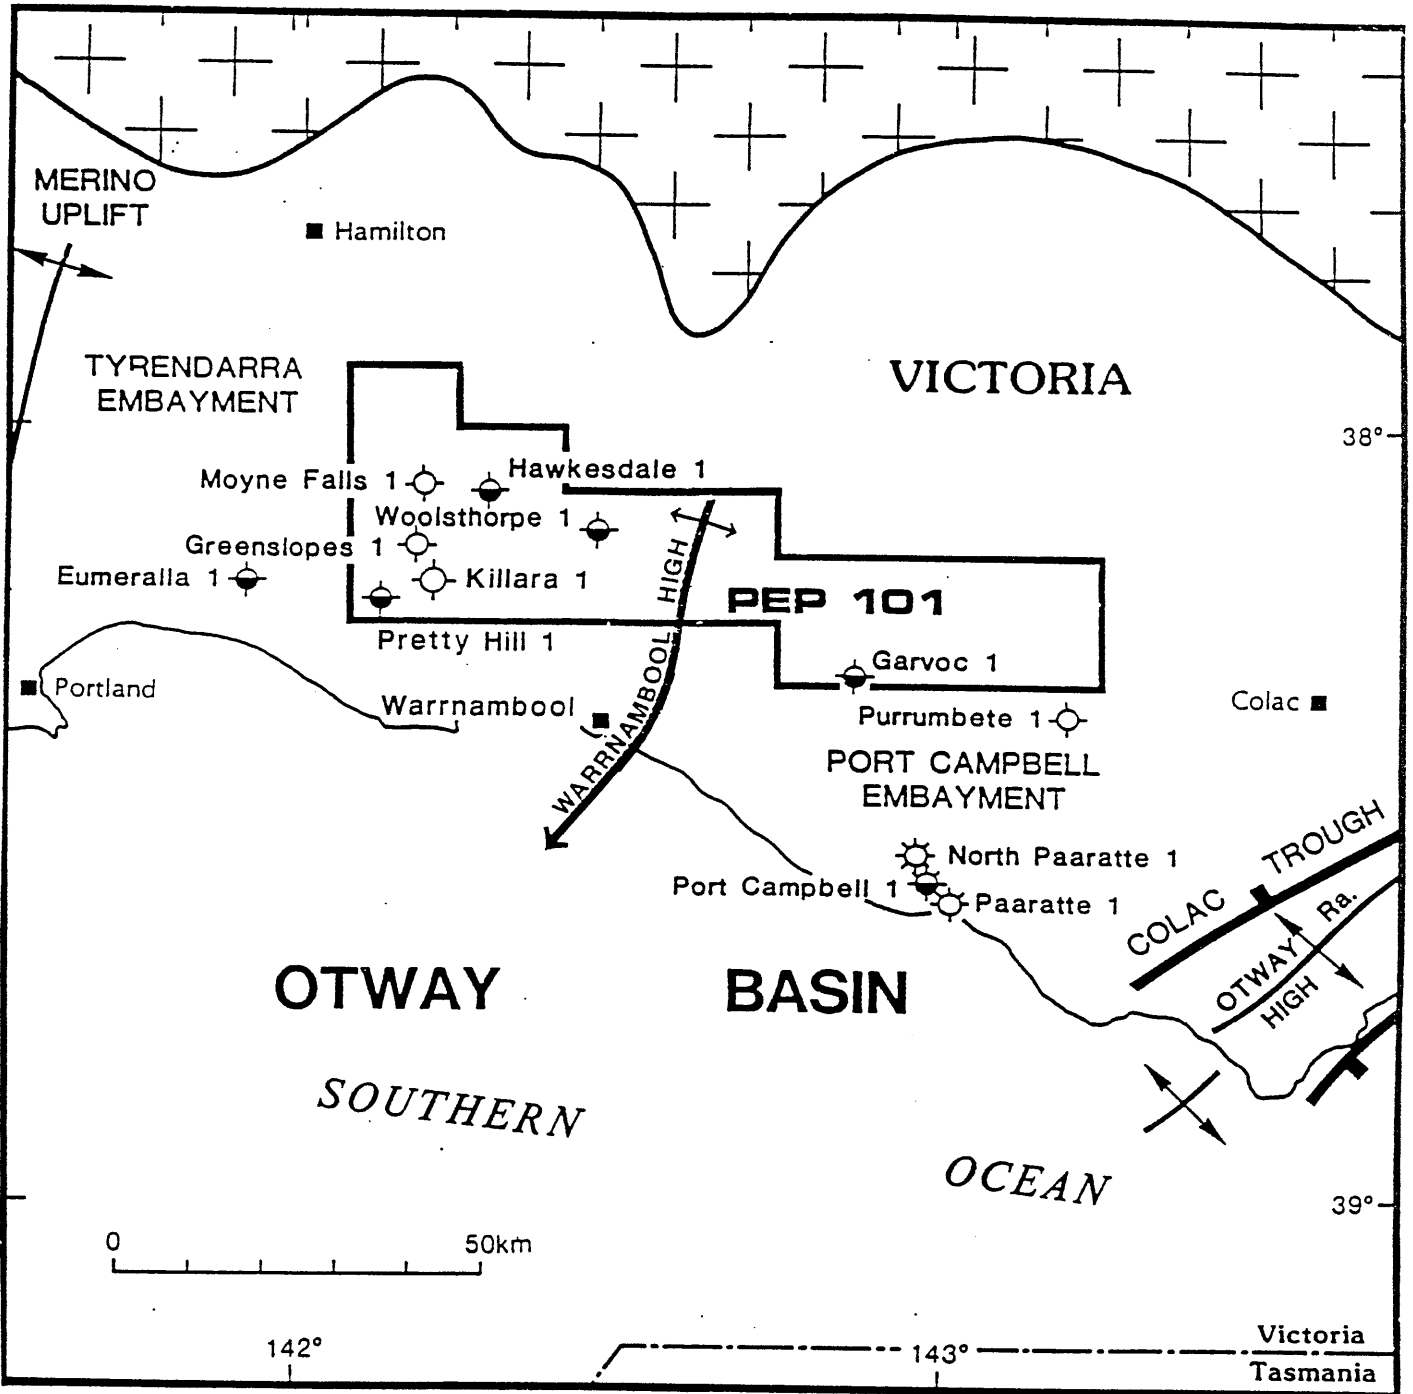 MERINO
UPLIFT
Hamilton
TYRENDARRA
EMBAYMENT
VICTORIA
38°
Moyne Falls 1
Hawkesdale 1
Woolsthorpe 1
Greenslopes 1
Eumeralla 1
Killara 1
PEP 101
Pretty Hill 1
WARRNAMBOOL HIGH
Garvoc 1
Portland
Warrnambool
Purrumbete 1
Colac
PORT CAMPBELL
EMBAYMENT
North Paaratte 1
Port Campbell 1
Paaratte 1
COLAC TROUGH
OTWAY Ra.
HIGH
OTWAY BASIN
SOUTHERN
OCEAN
39°
0 50km
142°
143°
Victoria
Tasmania